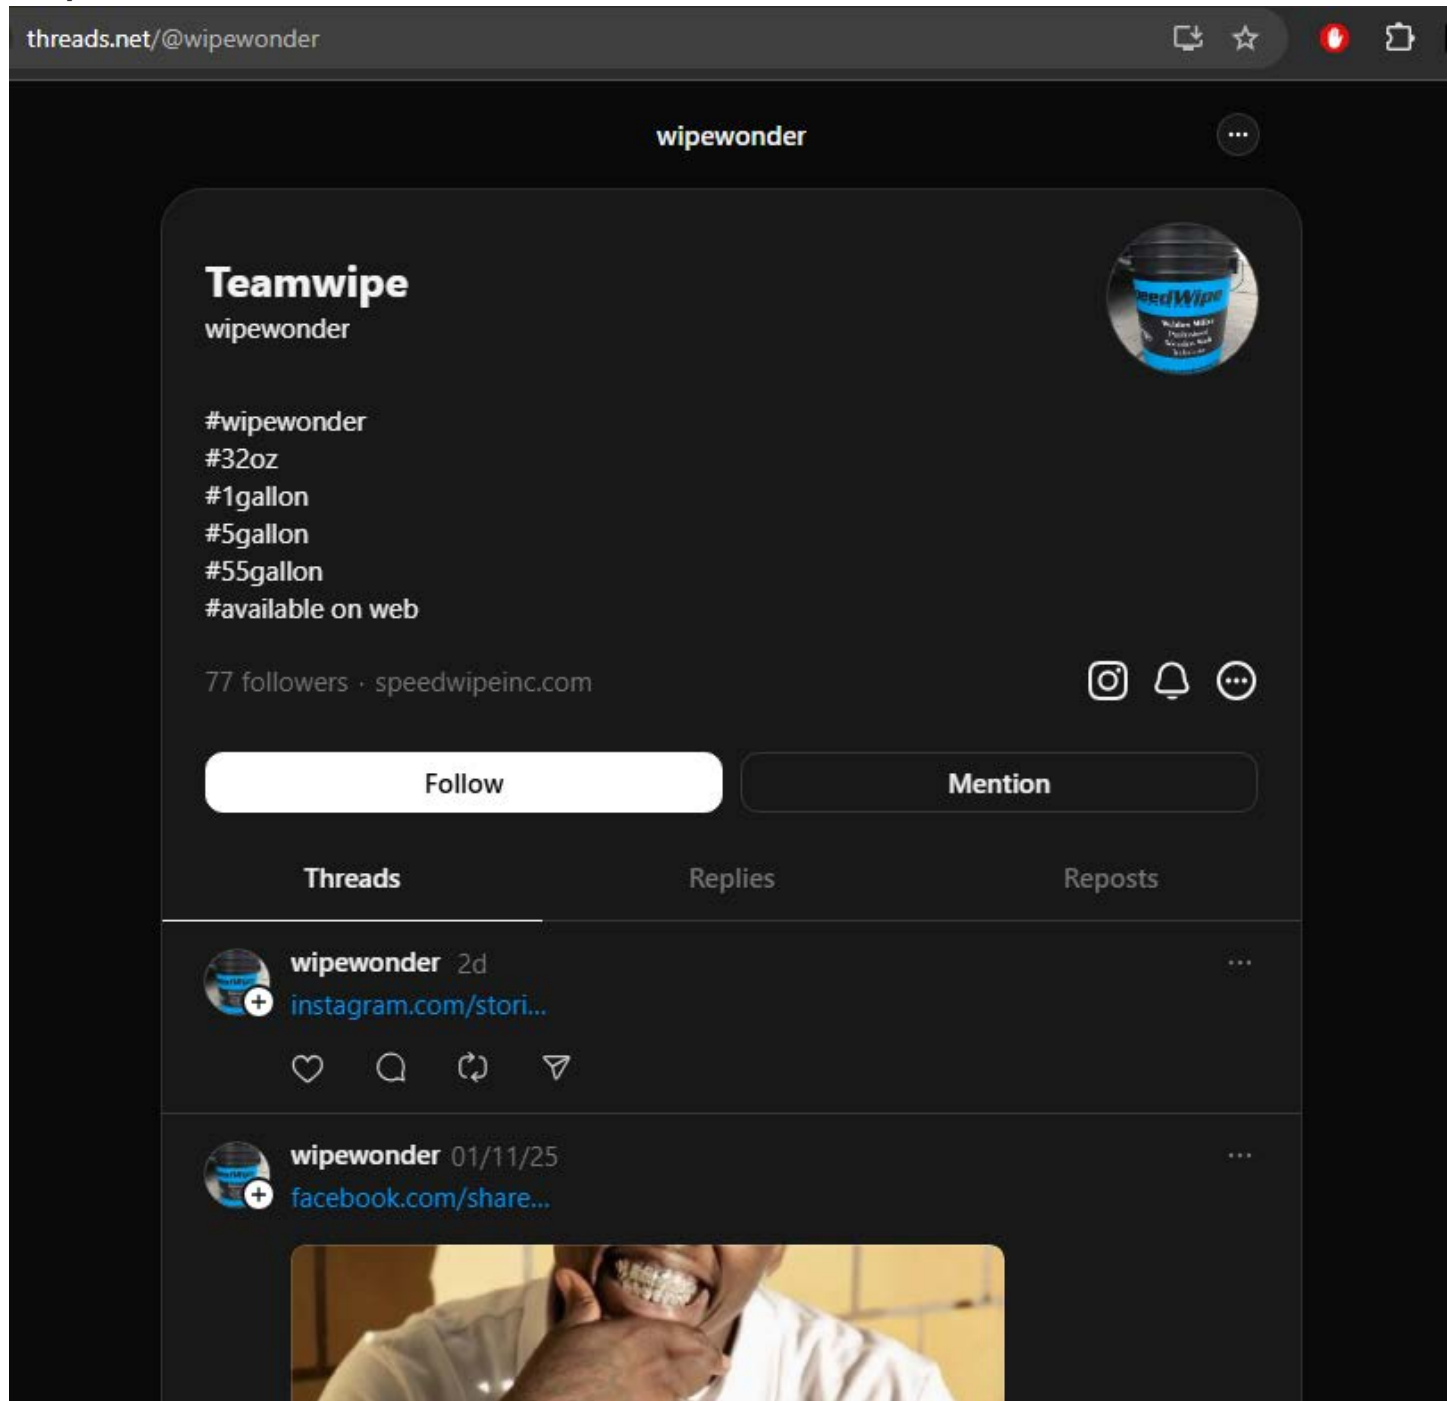 threads.net/@wipewonder
wipewonder
Teamwipe
wipewonder
#wipewonder
#32oz
#1gallon
#5gallon
#55gallon
#available on web
77 followers · speedwipeinc.com
Follow
Mention
Threads
Replies
Reposts
wipewonder 2d
instagram.com/stori...
wipewonder 01/11/25
facebook.com/share...